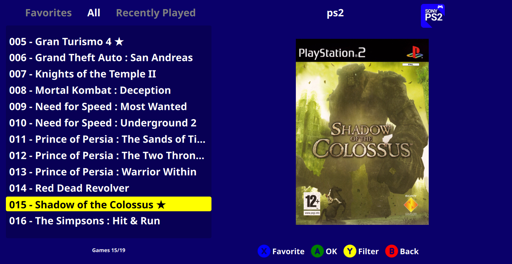 Favorites All Recently Played
ps2
SONY
PS2
005 - Gran Turismo 4 ★
006 - Grand Theft Auto : San Andreas
007 - Knights of the Temple II
008 - Mortal Kombat : Deception
009 - Need for Speed : Most Wanted
010 - Need for Speed : Underground 2
011 - Prince of Persia : The Sands of Ti...
012 - Prince of Persia : The Two Thron...
013 - Prince of Persia : Warrior Within
014 - Red Dead Revolver
015 - Shadow of the Colossus ★
016 - The Simpsons : Hit & Run
PlayStation.2
SHADOW
OF THE
COLOSSUS
12+
Games 15/19
Favorite A OK Y Filter B Back